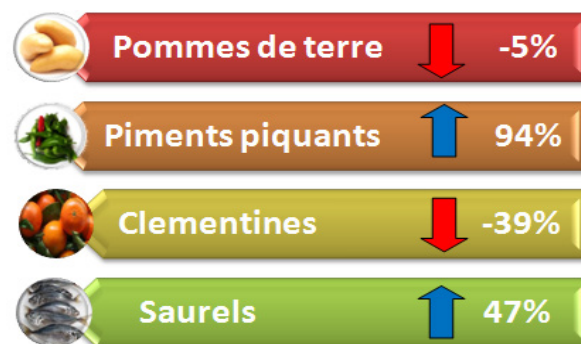 Pommes de terre -5%
Piments piquants 94%
Clementines -39%
Saurels 47%